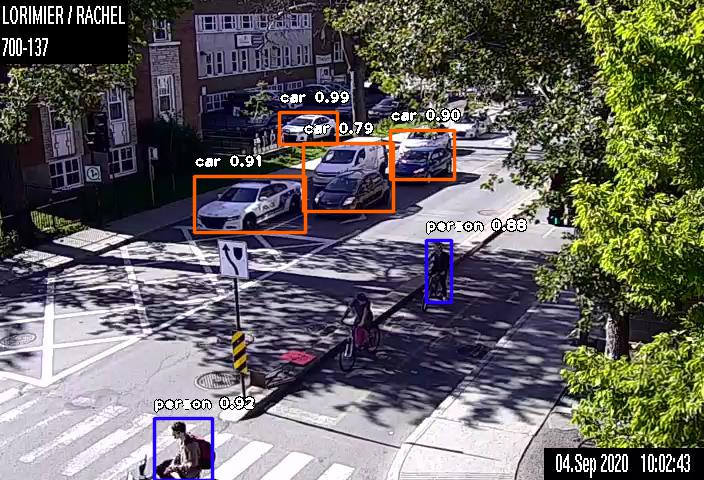 LORIMIER / RACHEL
700-137
car 0.99
car 0.79
car 0.90
car 0.91
person 0.88
person 0.92
04.Sep 2020 10:02:43